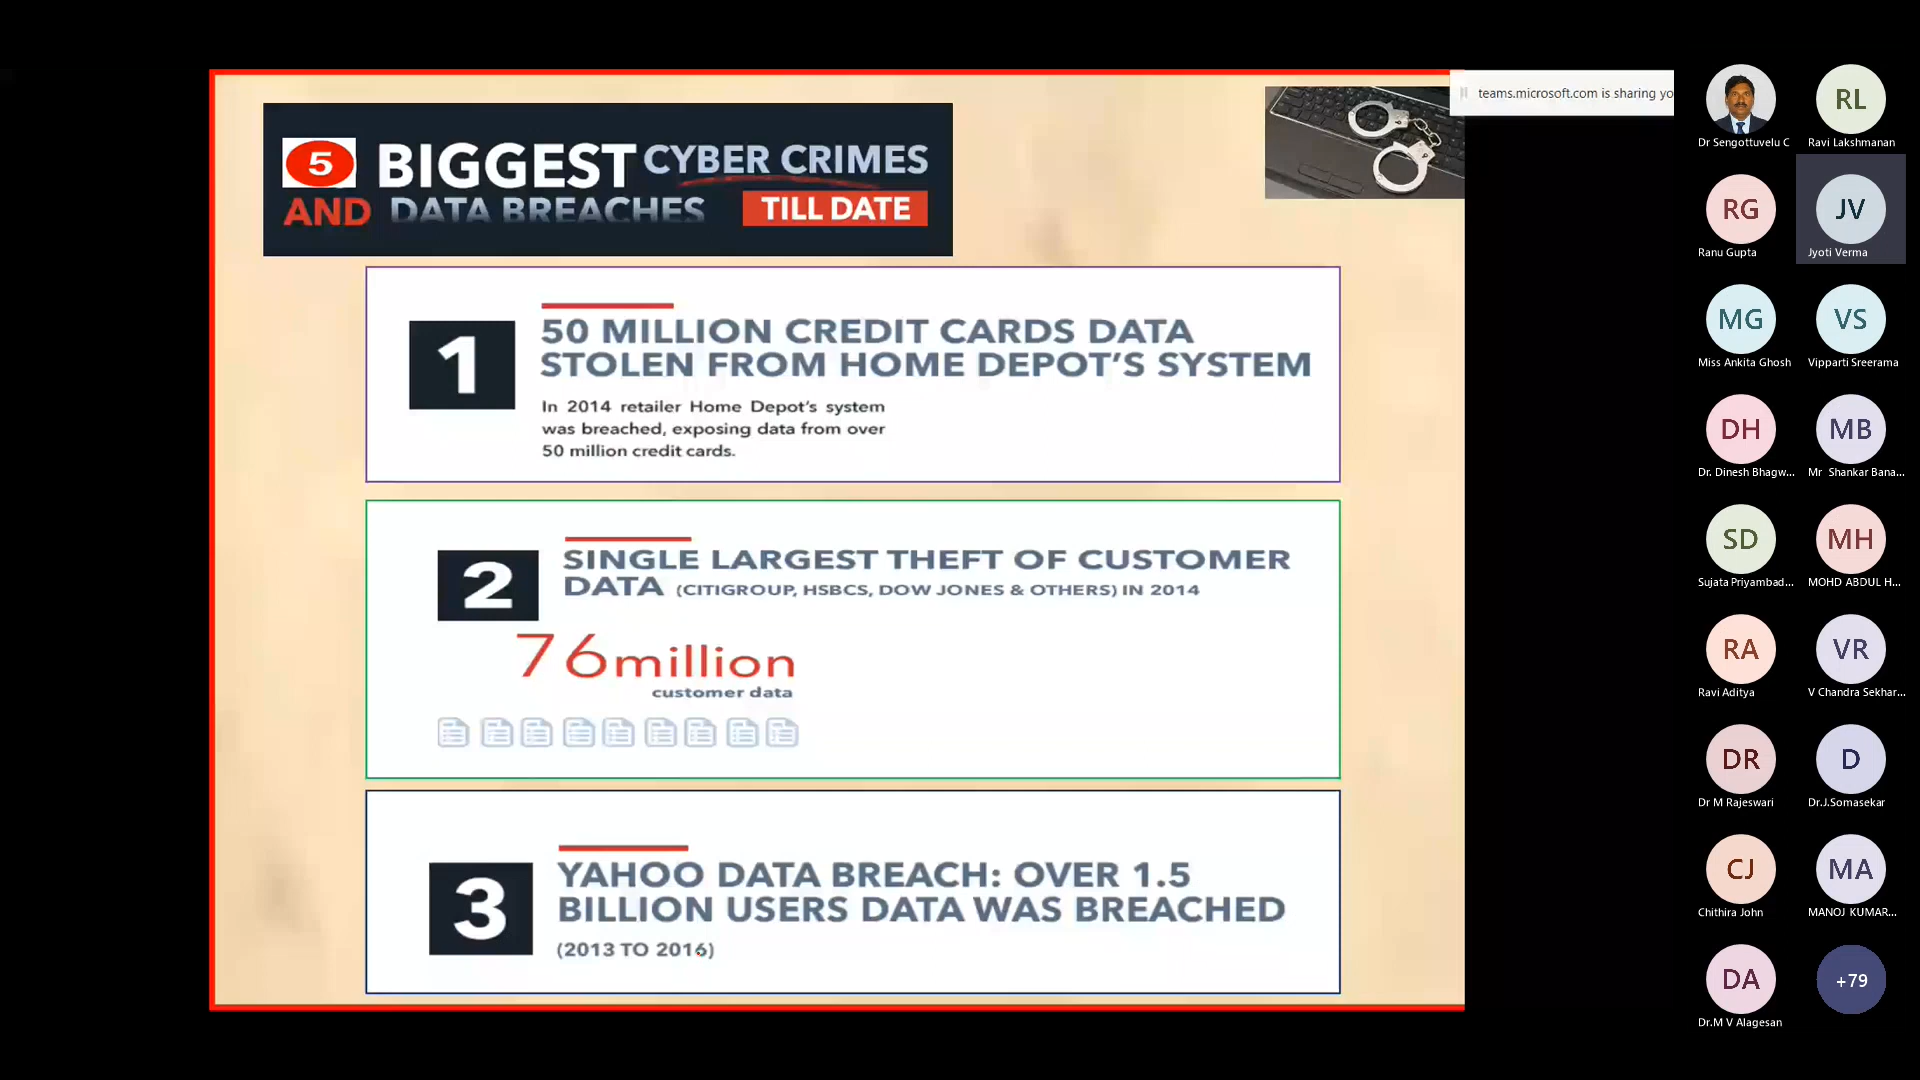 5 BIGGEST CYBER CRIMES
AND DATA BREACHES TILL DATE
teams.microsoft.com is sharing yo
1
50 MILLION CREDIT CARDS DATA
STOLEN FROM HOME DEPOT'S SYSTEM
In 2014 retailer Home Depot's system
was breached, exposing data from over
50 million credit cards.
2
SINGLE LARGEST THEFT OF CUSTOMER
DATA (CITIGROUP, HSBCS, DOW JONES & OTHERS) IN 2014
76million
customer data
3
YAHOO DATA BREACH: OVER 1.5
BILLION USERS DATA WAS BREACHED
(2013 TO 2016)
Dr Sengottuvelu C
RL
Ravi Lakshmanan
RG
Ranu Gupta
JV
Jyoti Verma
MG
Miss Ankita Ghosh
VS
Vipparti Sreerama
DH
Dr. Dinesh Bhagw...
MB
Mr Shankar Bana...
SD
Sujata Priyambad...
MH
MOHD ABDUL H...
RA
Ravi Aditya
VR
V Chandra Sekhar...
DR
Dr M Rajeswari
D
Dr.J.Somasekar
CJ
Chithira John
MA
MANOJ KUMAR...
DA
Dr.M V Alagesan
+79